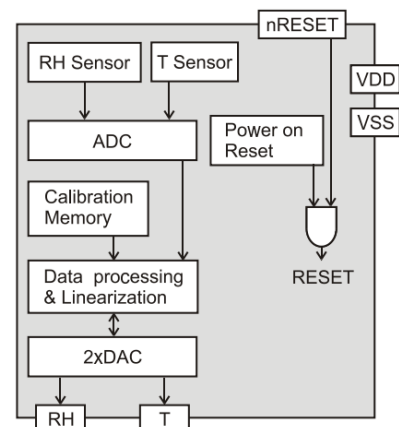 nRESET
RH Sensor
T Sensor
VDD
VSS
ADC
Power on
Reset
Calibration
Memory
Data processing
& Linearization
RESET
2xDAC
RH
T